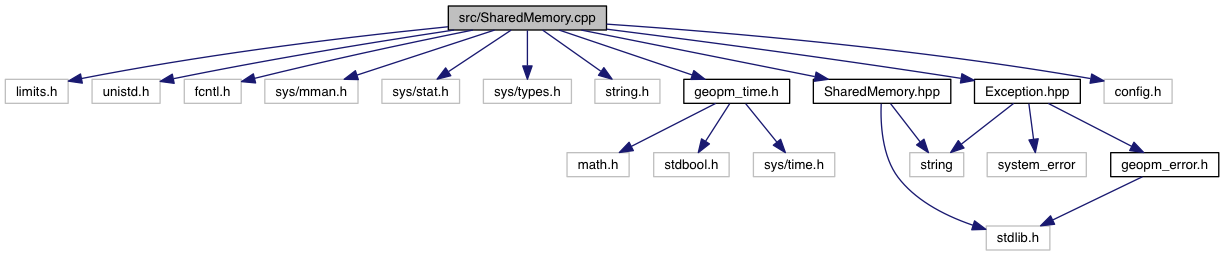 src/SharedMemory.cpp
limits.h
unistd.h
fcntl.h
sys/mman.h
sys/stat.h
sys/types.h
string.h
geopm_time.h
SharedMemory.hpp
Exception.hpp
config.h
math.h
stdbool.h
sys/time.h
string
system_error
geopm_error.h
stdlib.h